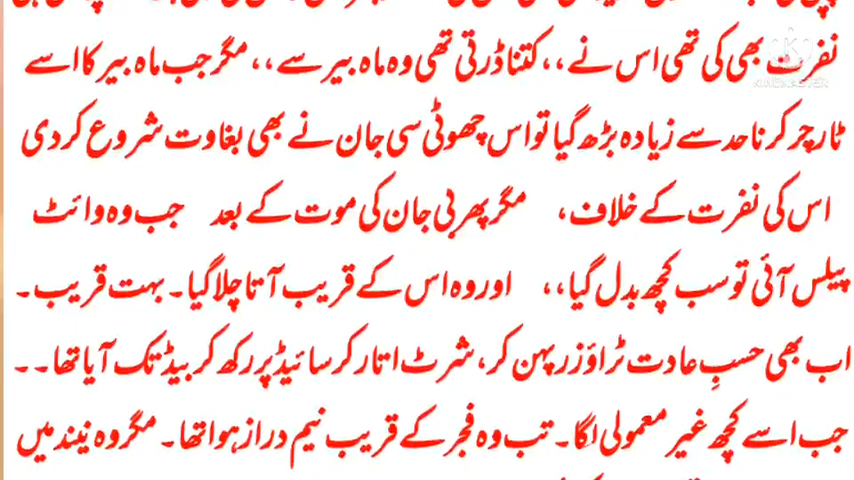 نفرت بھی کی تھی اس نے ،، کتنا ڈرتی تھی وہ ماہ بیر سے ،، مگر جب ماہ بیر کا اسے
ٹارچر کرنا حد سے زیادہ بڑھ گیا تو اس چھوٹی سی جان نے بھی بغاوت شروع کر دی
اس کی نفرت کے خلاف ، مگر پھر بی جان کی موت کے بعد جب وہ وائٹ
پیلس آئی تو سب کچھ بدل گیا ،، اور وہ اس کے قریب آتا چلا گیا۔ بہت قریب۔
اب بھی حسبِ عادت ٹراؤزر پہن کر، شرٹ اتار کر سائیڈ پر رکھ کر بیڈ تک آیا تھا۔۔
جب اسے کچھ غیر معمولی لگا۔ تب وہ فجر کے قریب نیم دراز ہوا تھا۔ مگر وہ نیند میں
KINEMASTER